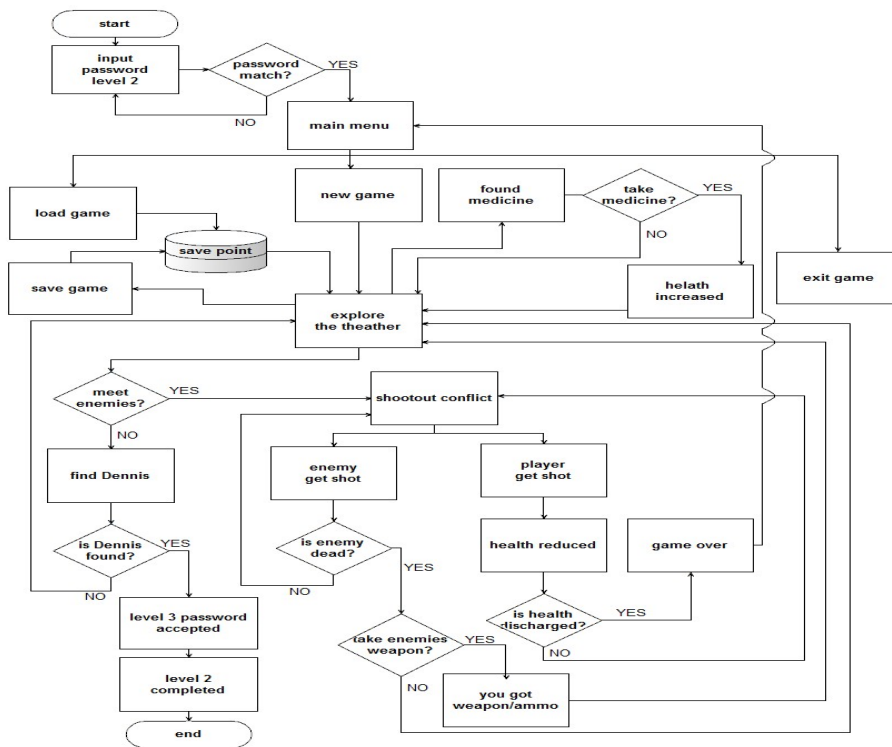 start
input
password
level 2
password
match?
YES
NO
main menu
load game
new game
found
medicine
take
medicine?
YES
NO
save point
save game
explore
the theather
helath
increased
exit game
meet
enemies?
YES
NO
shootout conflict
find Dennis
enemy
get shot
player
get shot
is Dennis
found?
YES
NO
is enemy
dead?
YES
NO
health reduced
game over
level 3 password
accepted
is health
discharged?
YES
NO
take enemies
weapon?
YES
NO
level 2
completed
you got
weapon/ammo
end